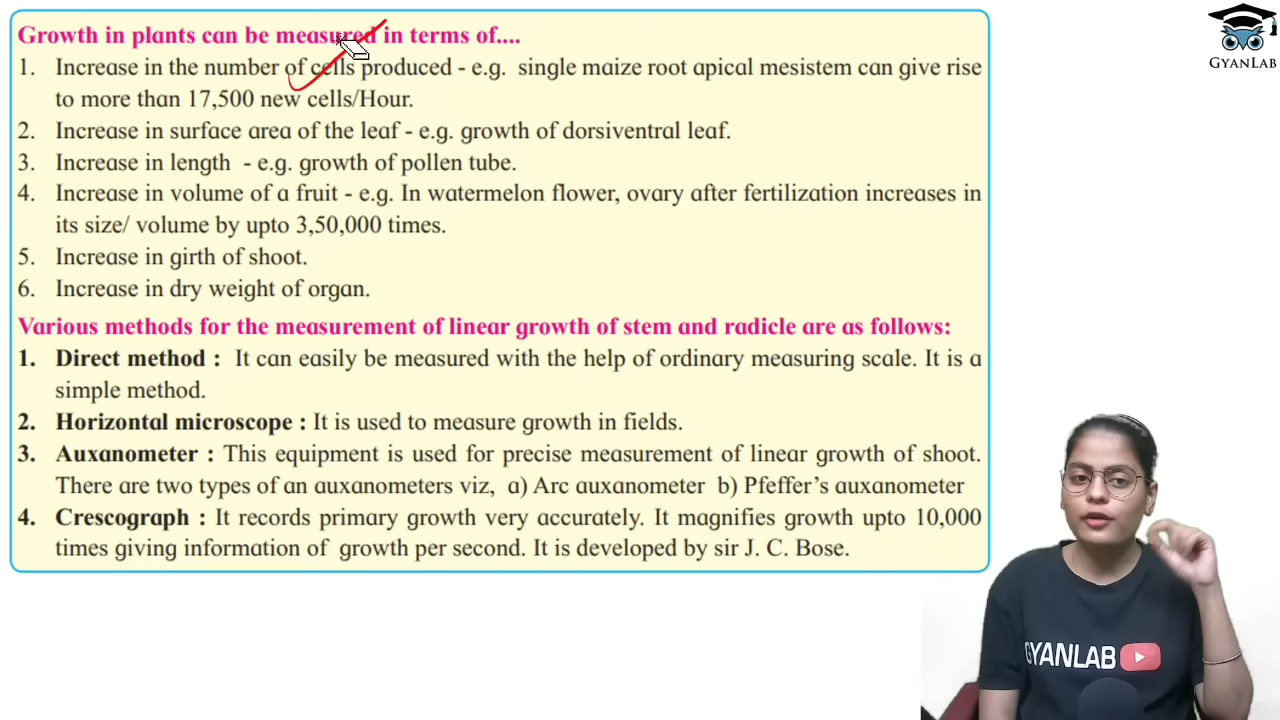 Growth in plants can be measured in terms of....
1. Increase in the number of cells produced - e.g. single maize root apical mesistem can give rise
to more than 17,500 new cells/Hour.
2. Increase in surface area of the leaf - e.g. growth of dorsiventral leaf.
3. Increase in length - e.g. growth of pollen tube.
4. Increase in volume of a fruit - e.g. In watermelon flower, ovary after fertilization increases in
its size/ volume by upto 3,50,000 times.
5. Increase in girth of shoot.
6. Increase in dry weight of organ.
Various methods for the measurement of linear growth of stem and radicle are as follows:
1. Direct method : It can easily be measured with the help of ordinary measuring scale. It is a
simple method.
2. Horizontal microscope : It is used to measure growth in fields.
3. Auxanometer : This equipment is used for precise measurement of linear growth of shoot.
There are two types of an auxanometers viz, a) Arc auxanometer b) Pfeffer's auxanometer
4. Crescograph : It records primary growth very accurately. It magnifies growth upto 10,000
times giving information of growth per second. It is developed by sir J. C. Bose.
GYANLAB
GYANLAB